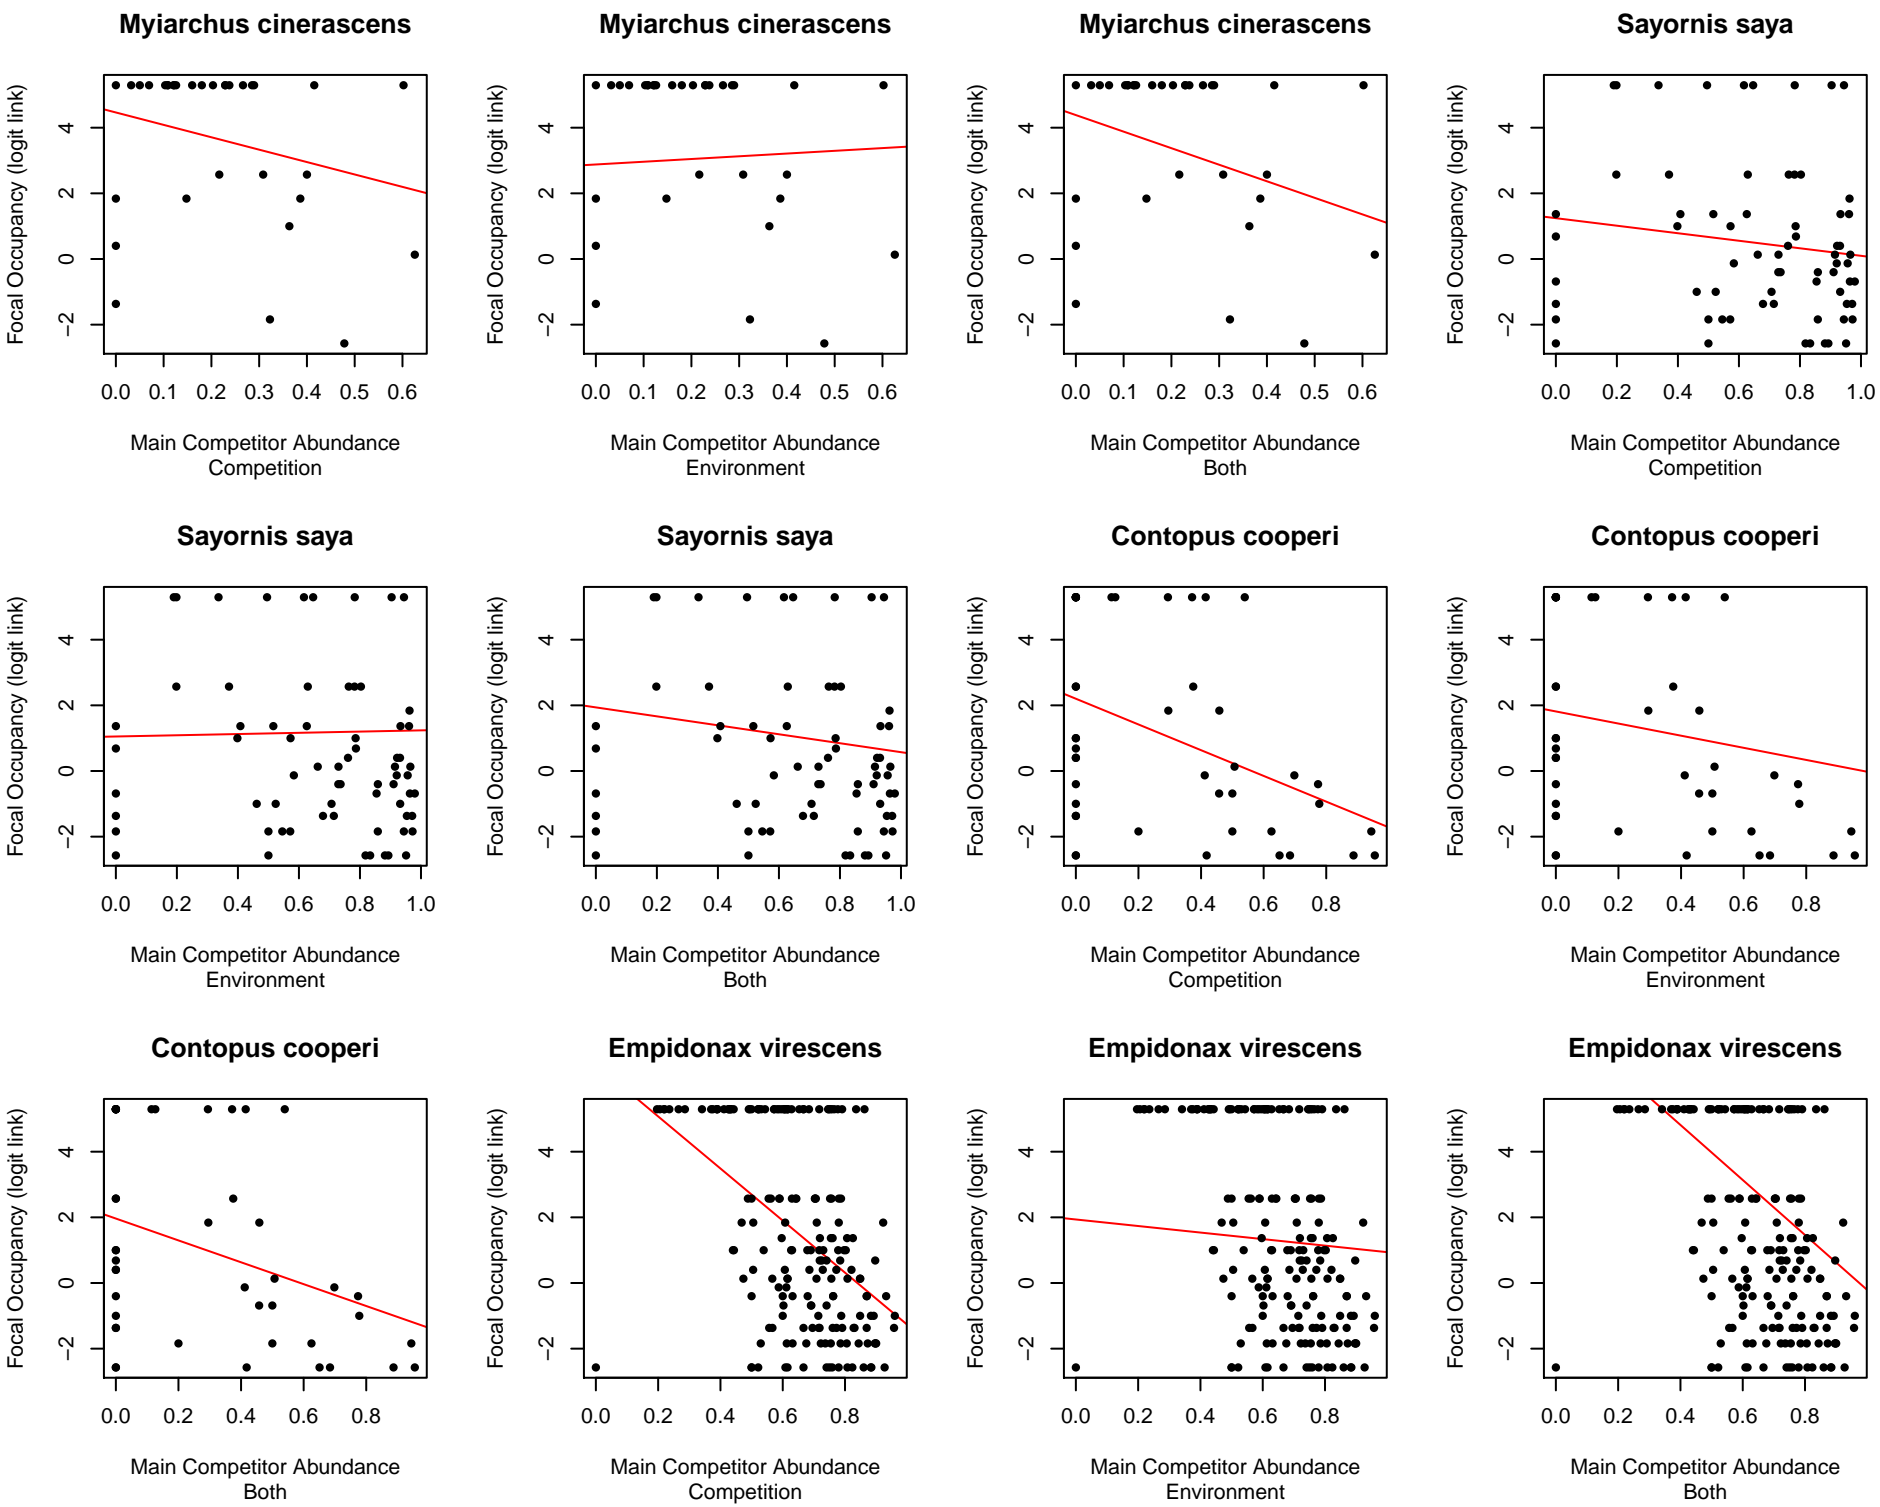 Myiarchus cinerascens
Focal Occupancy (logit link)
4
2
0
−2
0.0 0.1 0.2 0.3 0.4 0.5 0.6
Main Competitor Abundance
Competition
Myiarchus cinerascens
Focal Occupancy (logit link)
4
2
0
−2
0.0 0.1 0.2 0.3 0.4 0.5 0.6
Main Competitor Abundance
Environment
Myiarchus cinerascens
Focal Occupancy (logit link)
4
2
0
−2
0.0 0.1 0.2 0.3 0.4 0.5 0.6
Main Competitor Abundance
Both
Sayornis saya
Focal Occupancy (logit link)
4
2
0
−2
0.0 0.2 0.4 0.6 0.8 1.0
Main Competitor Abundance
Competition
Sayornis saya
Focal Occupancy (logit link)
4
2
0
−2
0.0 0.2 0.4 0.6 0.8 1.0
Main Competitor Abundance
Environment
Sayornis saya
Focal Occupancy (logit link)
4
2
0
−2
0.0 0.2 0.4 0.6 0.8 1.0
Main Competitor Abundance
Both
Contopus cooperi
Focal Occupancy (logit link)
4
2
0
−2
0.0 0.2 0.4 0.6 0.8
Main Competitor Abundance
Competition
Contopus cooperi
Focal Occupancy (logit link)
4
2
0
−2
0.0 0.2 0.4 0.6 0.8
Main Competitor Abundance
Environment
Contopus cooperi
Focal Occupancy (logit link)
4
2
0
−2
0.0 0.2 0.4 0.6 0.8
Main Competitor Abundance
Both
Empidonax virescens
Focal Occupancy (logit link)
4
2
0
−2
0.0 0.2 0.4 0.6 0.8
Main Competitor Abundance
Competition
Empidonax virescens
Focal Occupancy (logit link)
4
2
0
−2
0.0 0.2 0.4 0.6 0.8
Main Competitor Abundance
Environment
Empidonax virescens
Focal Occupancy (logit link)
4
2
0
−2
0.0 0.2 0.4 0.6 0.8
Main Competitor Abundance
Both